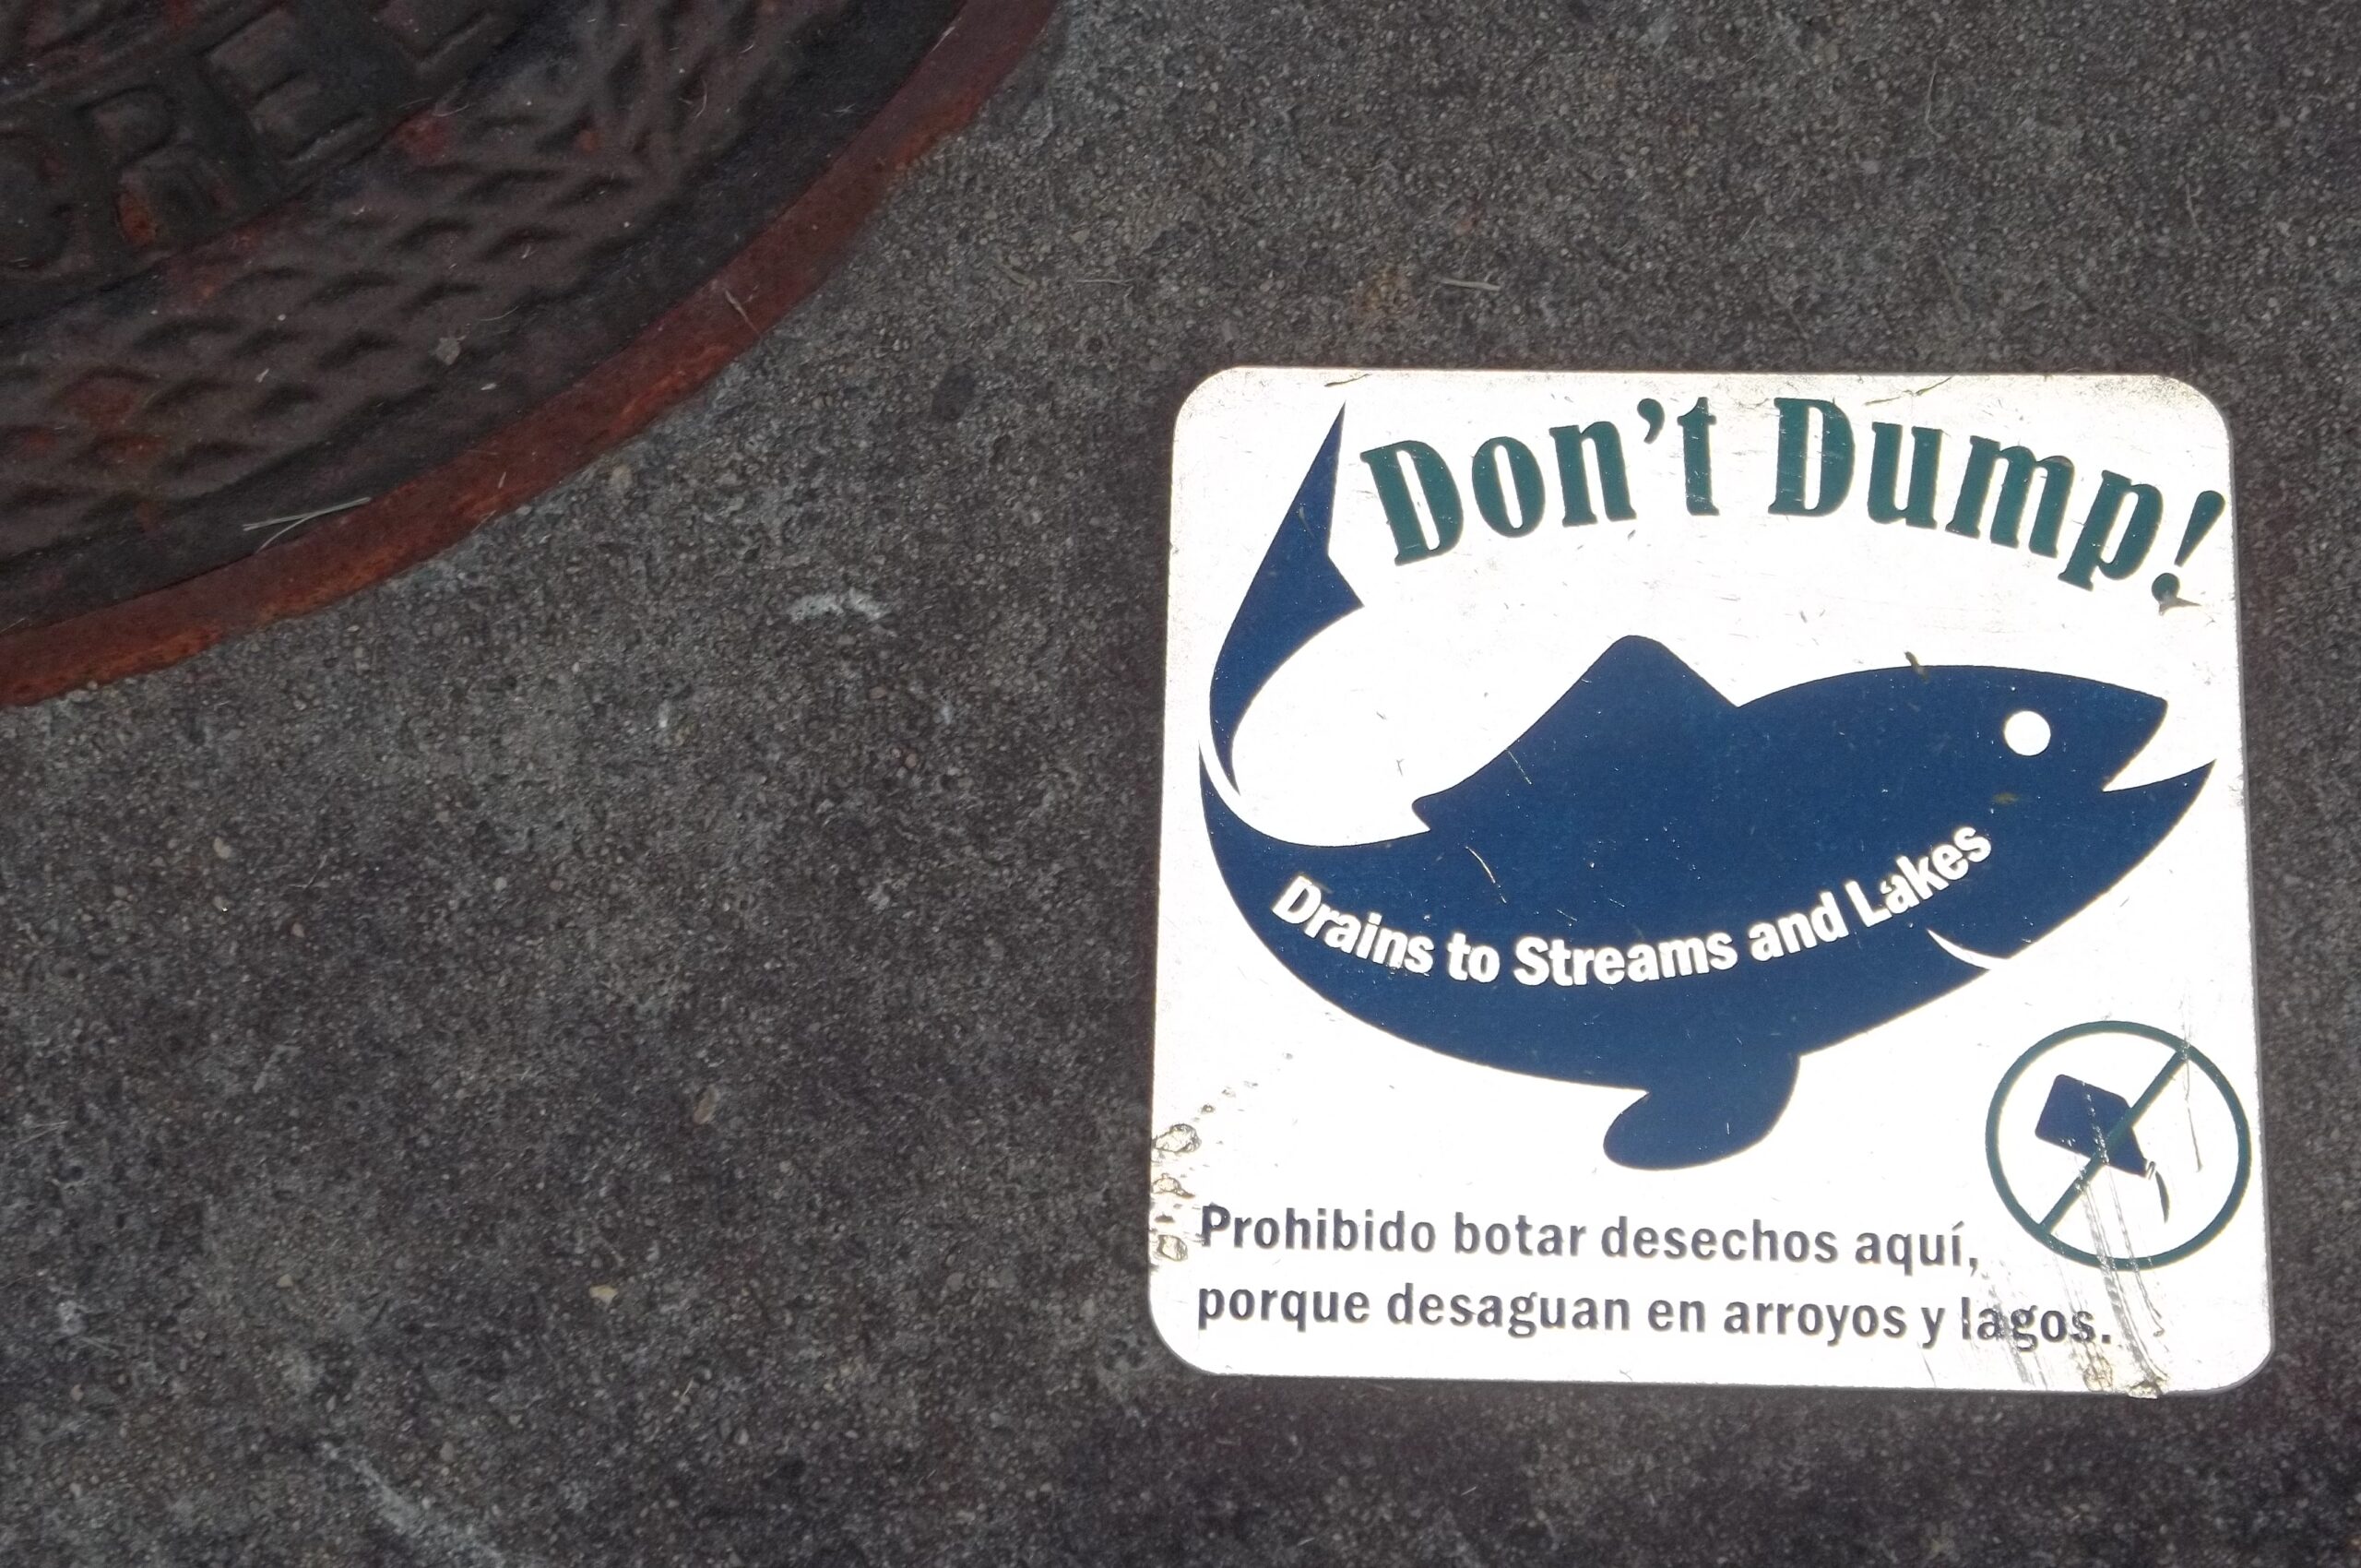 Don't Dump!
Drains to Streams and Lakes
Prohibido botar desechos aquí,
porque desaguan en arroyos y lagos.